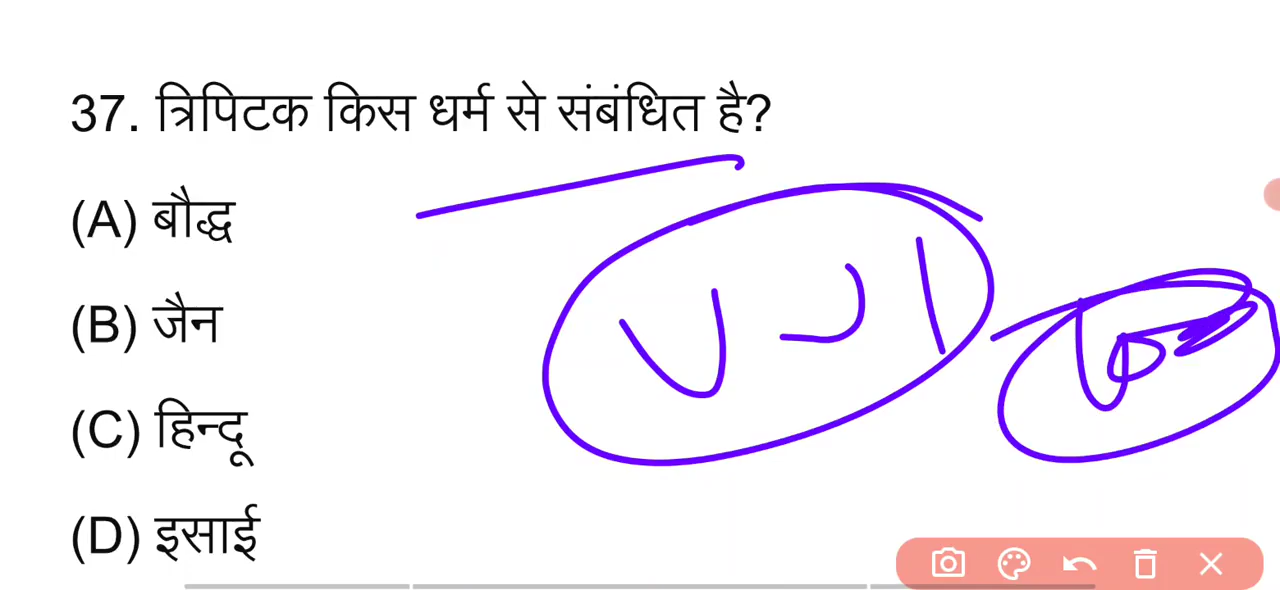 37. त्रिपिटक किस धर्म से संबंधित है?
(A) बौद्ध
(B) जैन
(C) हिन्दू
(D) इसाई